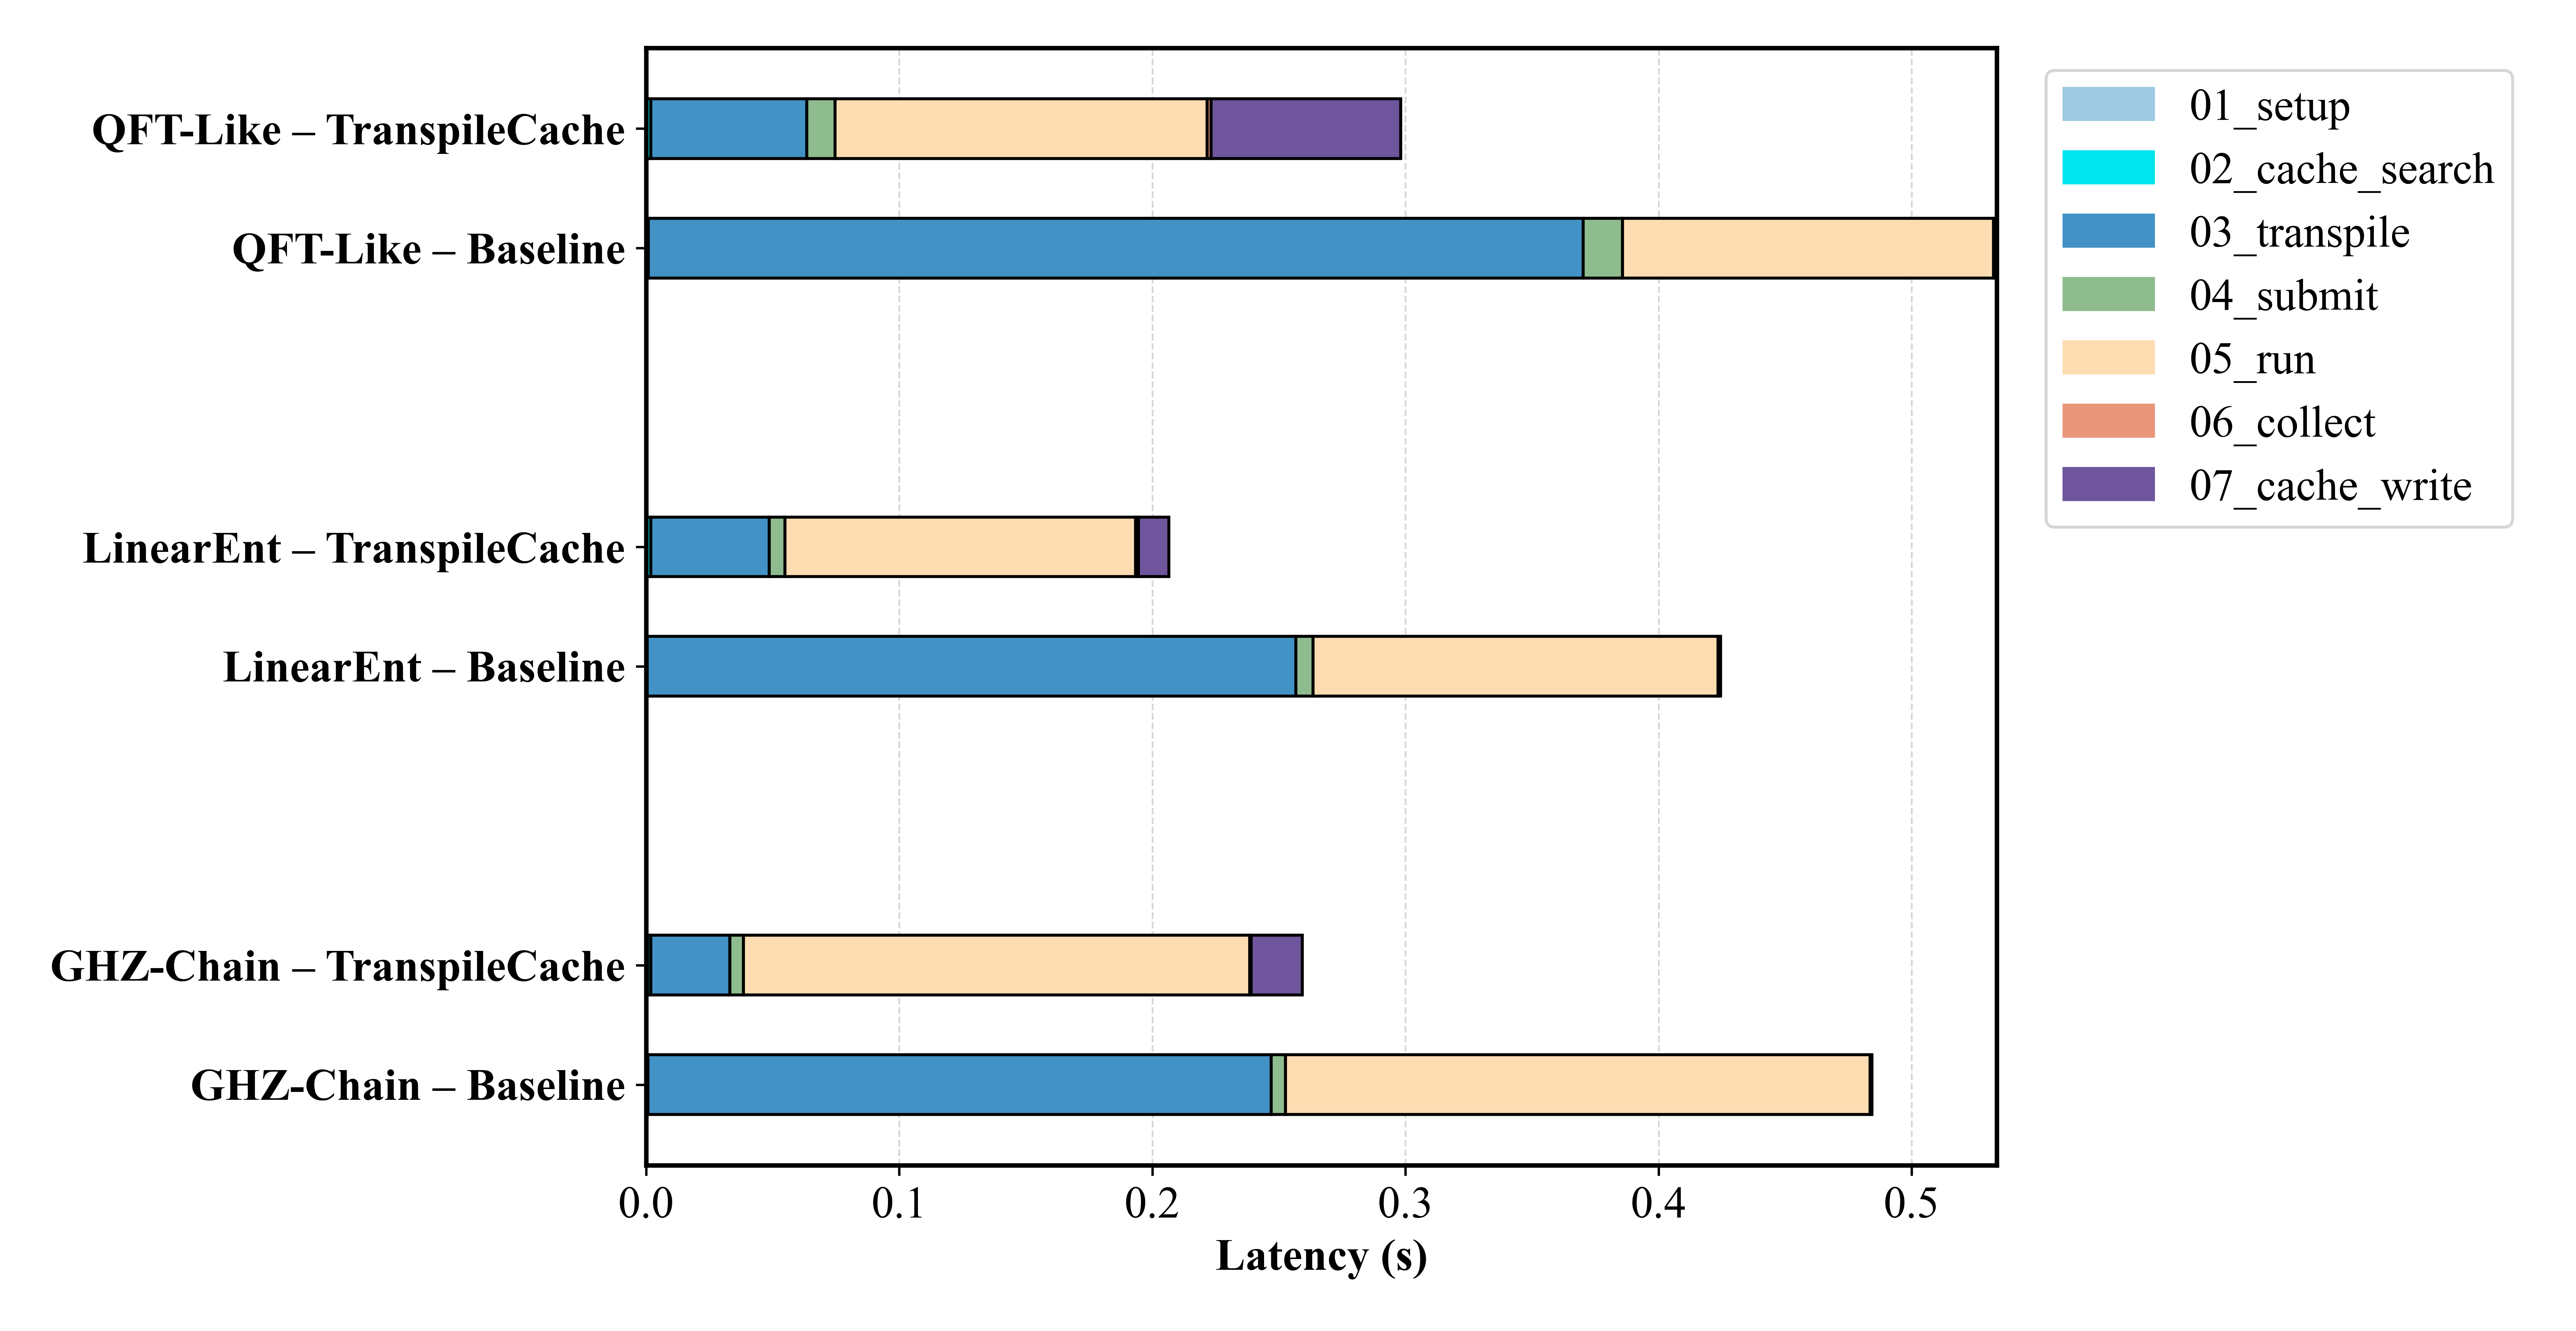 QFT-Like – TranspileCache
QFT-Like – Baseline
LinearEnt – TranspileCache
LinearEnt – Baseline
GHZ-Chain – TranspileCache
GHZ-Chain – Baseline
0.0 0.1 0.2 0.3 0.4 0.5
Latency (s)
01_setup
02_cache_search
03_transpile
04_submit
05_run
06_collect
07_cache_write